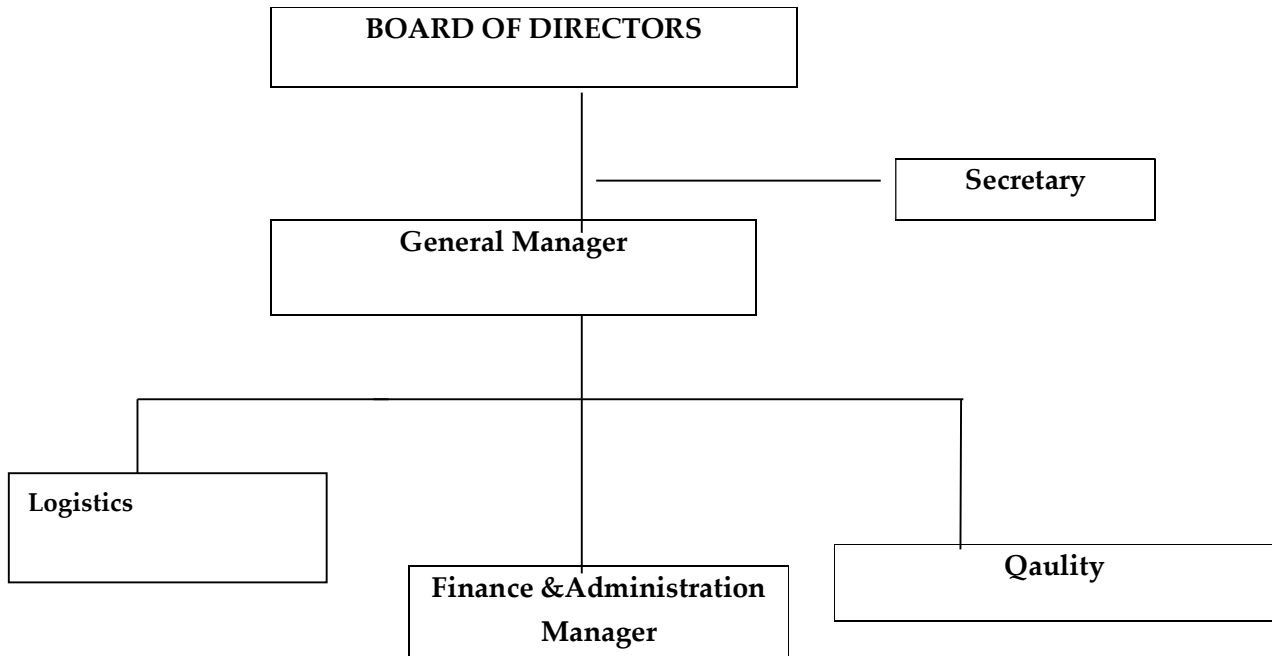 BOARD OF DIRECTORS
Secretary
General Manager
Logistics
Qaulity
Finance &Administration
Manager